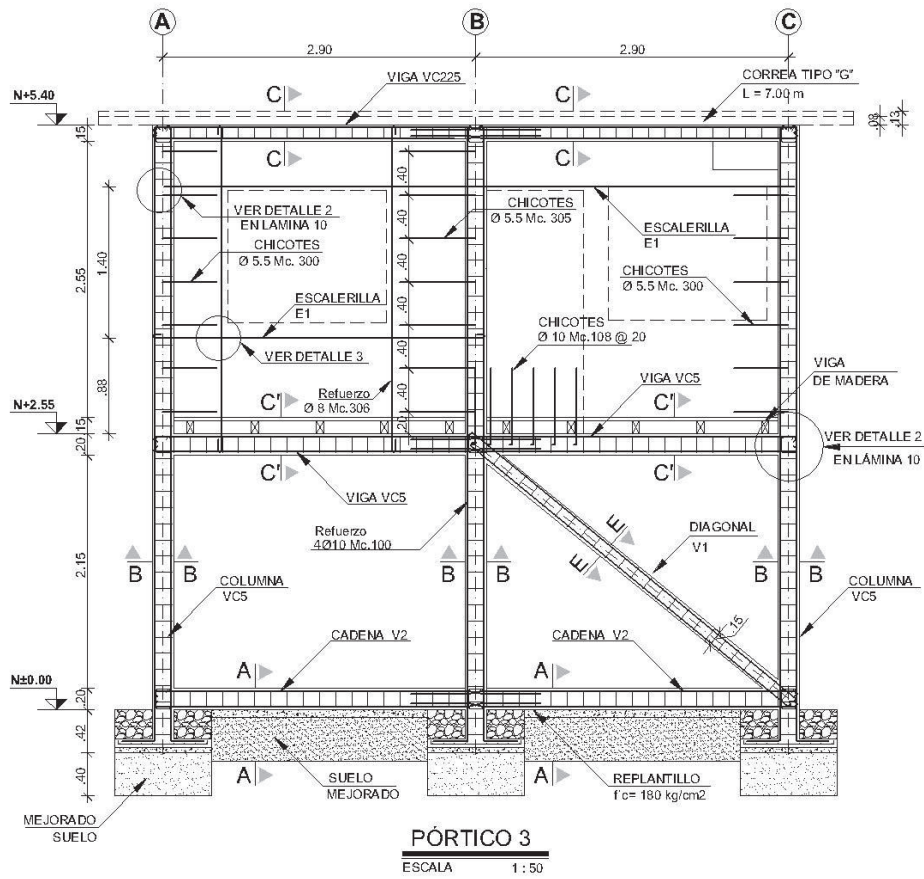 A B C
2.90 2.90
N+5.40
VIGA VC225
C C
CORREA TIPO "G"
L = 7.00 m
.15
.08
.13
C C
VER DETALLE 2
EN LAMINA 10
CHICOTES
Ø 5.5 Mc. 300
CHICOTES
Ø 5.5 Mc. 305
ESCALERILLA
E1
CHICOTES
Ø 5.5 Mc. 300
2.55
1.40
.40
.40
.40
.40
.40
.40
.20
ESCALERILLA
E1
CHICOTES
Ø 10 Mc.108 @ 20
VER DETALLE 3
.88
Refuerzo
Ø 8 Mc.306
VIGA
DE MADERA
C' C'
VIGA VC5
N+2.55
.15
.20
VER DETALLE 2
EN LÁMINA 10
C' C'
VIGA VC5
Refuerzo
4Ø10 Mc.100
DIAGONAL
V1
E
E
2.15
B B B B B
COLUMNA
VC5
COLUMNA
VC5
.15
CADENA V2
CADENA V2
A A
N±0.00
.20
.42
.40
A A
SUELO
MEJORADO
REPLANTILLO
f'c= 180 kg/cm2
MEJORADO
SUELO
PÓRTICO 3
ESCALA 1 : 50